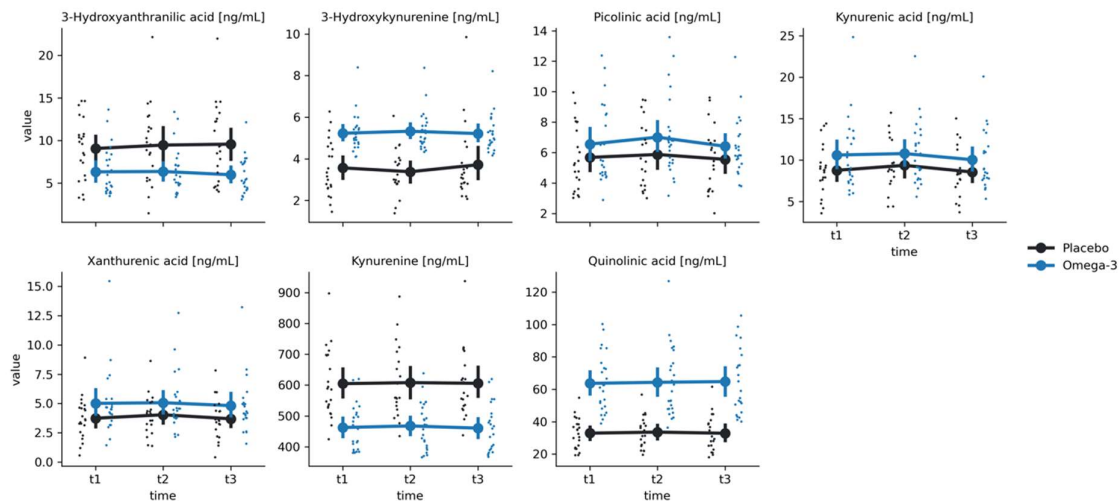 3-Hydroxyanthranilic acid [ng/mL]
3-Hydroxykynurenine [ng/mL]
Picolinic acid [ng/mL]
Kynurenic acid [ng/mL]
value
20
15
10
5
10
8
6
4
2
14
12
10
8
6
4
2
25
20
15
10
5
t1
t2
t3
time
Placebo
Omega-3
Xanthurenic acid [ng/mL]
Kynurenine [ng/mL]
Quinolinic acid [ng/mL]
value
15.0
12.5
10.0
7.5
5.0
2.5
0.0
900
800
700
600
500
400
120
100
80
60
40
20
t1
t2
t3
time
t1
t2
t3
time
t1
t2
t3
time